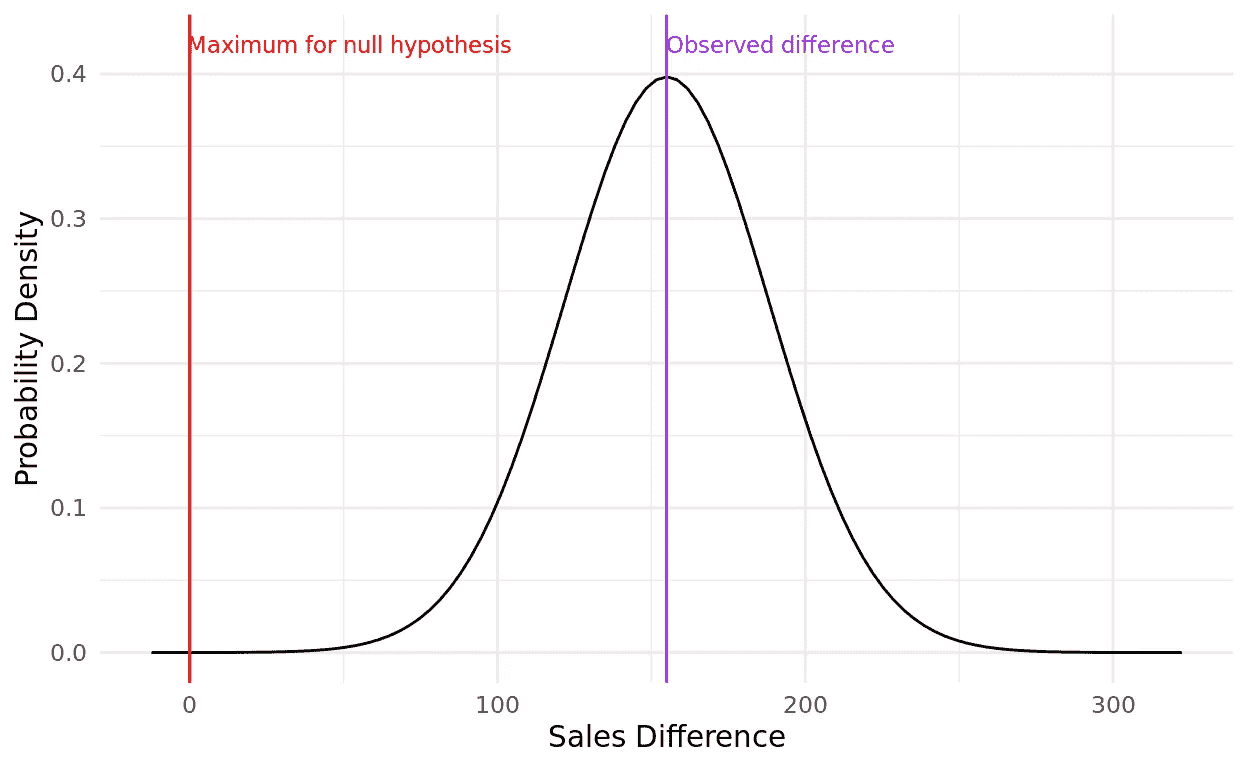 Maximum for null hypothesis
Observed difference
0.4
0.3
0.2
0.1
0.0
Probability Density
0
100
200
300
Sales Difference